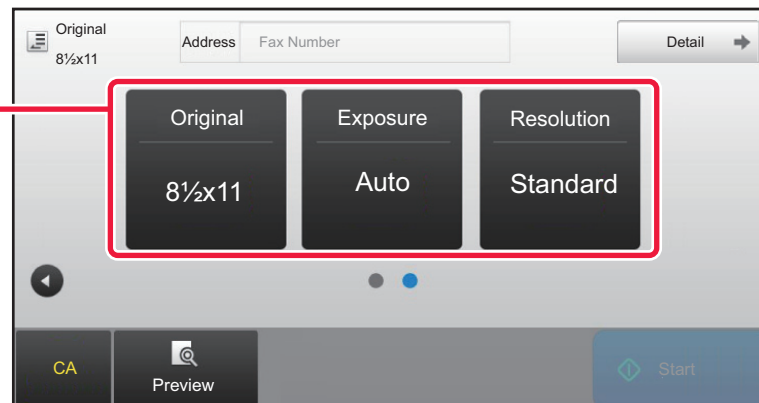 Original
8½x11
Address Fax Number
Detail
Original Exposure Resolution
8½x11 Auto Standard
CA
Preview
Start